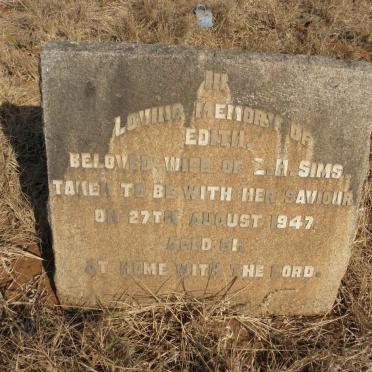 IN
LOVING MEMORY OF
EDITH,
BELOVED WIFE OF E. H. SIMS,
TAKEN TO BE WITH HER SAVIOUR,
ON 27TH AUGUST 1947,
AGED 61.
AT HOME WITH THE LORD.